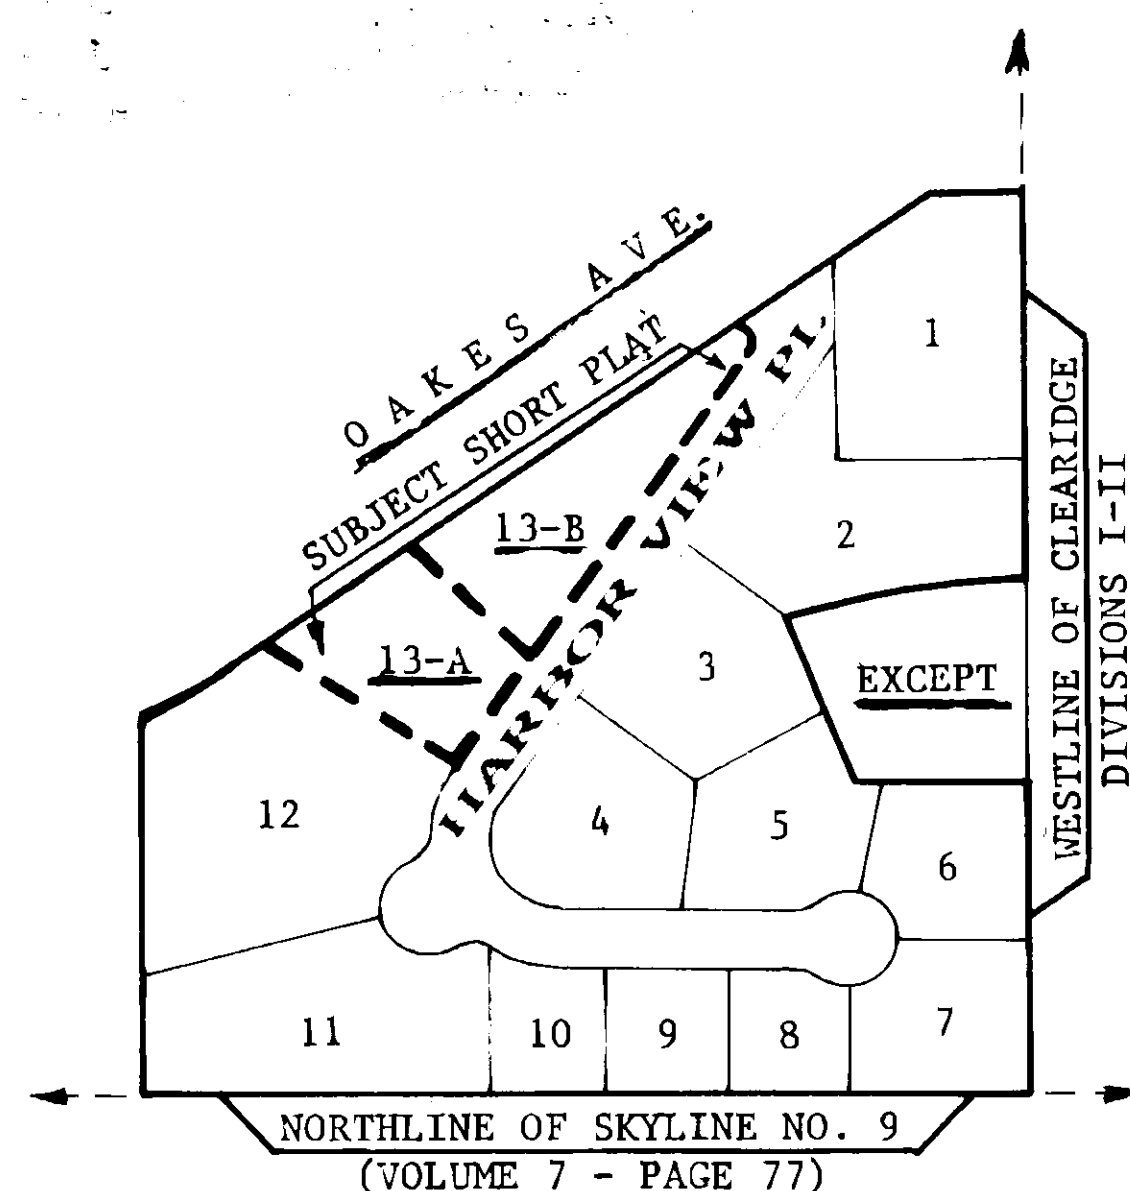 OAKES AVE.
SUBJECT SHORT PLAT
HARBOR VIEW PL.
1
13-B
2
13-A
3
EXCEPT
WESTLINE OF CLEARIDGE
DIVISIONS I-II
12
4
5
6
11
10
9
8
7
NORTHLINE OF SKYLINE NO. 9
(VOLUME 7 - PAGE 77)